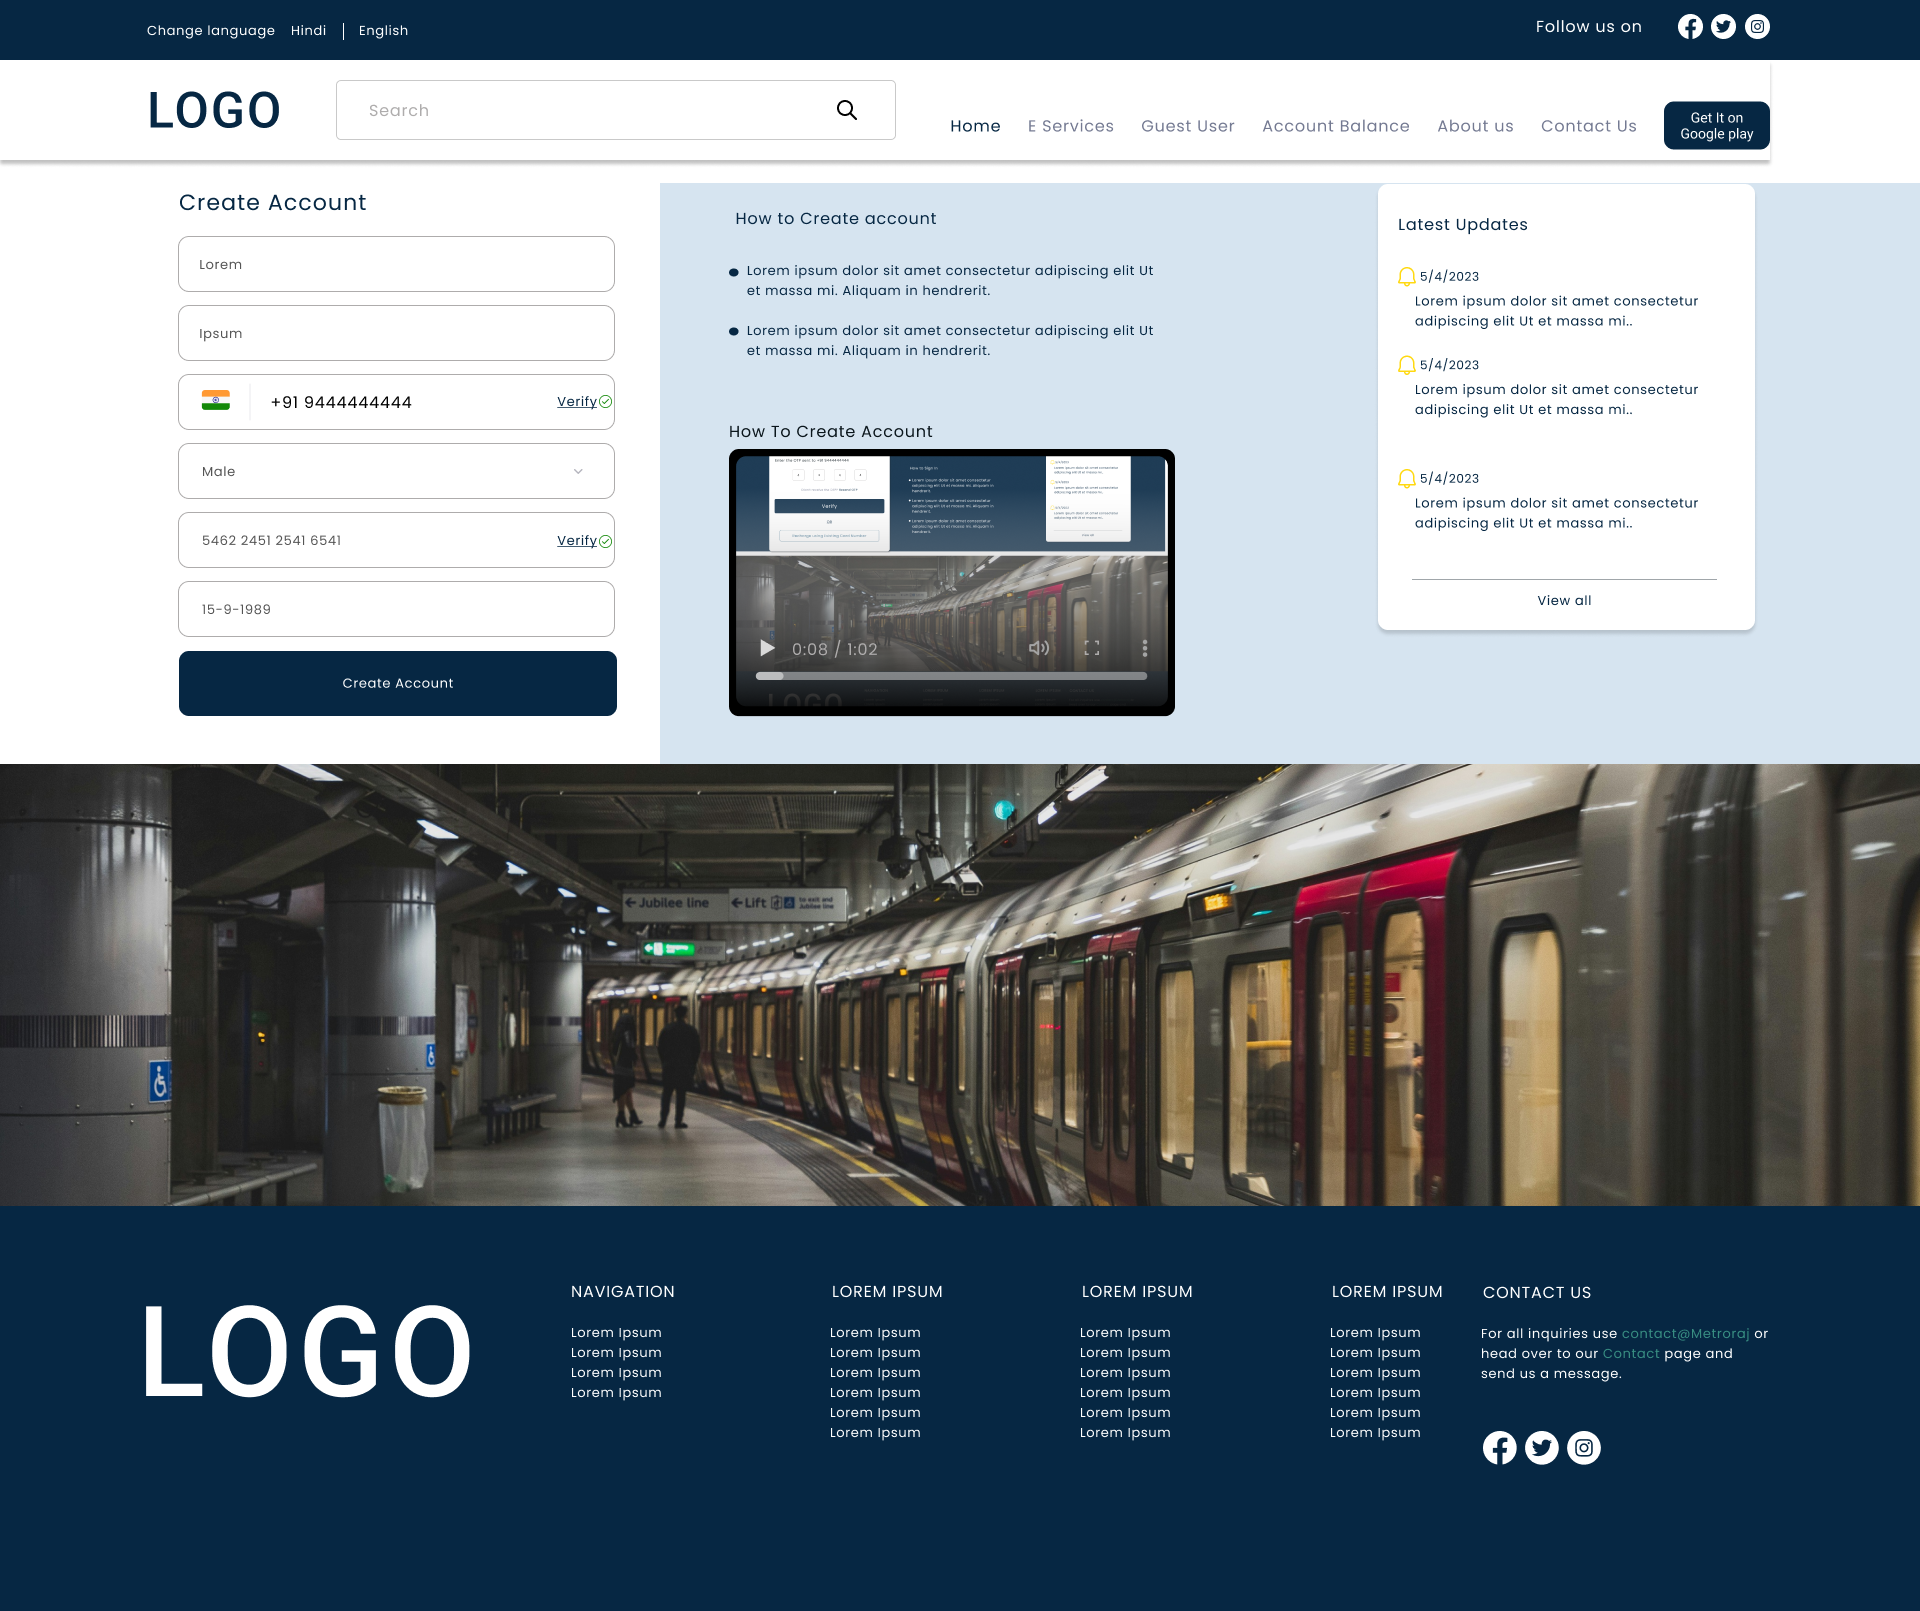 Change language Hindi | English
Follow us on
LOGO
Search
Home E Services Guest User Account Balance About us Contact Us
Get It on
Google play
Create Account
Lorem
Ipsum
+91 9444444444 Verify
Male
5462 2451 2541 6541 Verify
15-9-1989
Create Account
How to Create account
Lorem ipsum dolor sit amet consectetur adipiscing elit Ut
et massa mi. Aliquam in hendrerit.
Lorem ipsum dolor sit amet consectetur adipiscing elit Ut
et massa mi. Aliquam in hendrerit.
How To Create Account
Verify
0:08 / 1:02
LOGO
Latest Updates
5/4/2023
Lorem ipsum dolor sit amet consectetur
adipiscing elit Ut et massa mi..
5/4/2023
Lorem ipsum dolor sit amet consectetur
adipiscing elit Ut et massa mi..
5/4/2023
Lorem ipsum dolor sit amet consectetur
adipiscing elit Ut et massa mi..
View all
Jubilee line
Lift
to exit and
Jubilee line
LOGO
NAVIGATION
Lorem Ipsum
Lorem Ipsum
Lorem Ipsum
Lorem Ipsum
LOREM IPSUM
Lorem Ipsum
Lorem Ipsum
Lorem Ipsum
Lorem Ipsum
Lorem Ipsum
Lorem Ipsum
LOREM IPSUM
Lorem Ipsum
Lorem Ipsum
Lorem Ipsum
Lorem Ipsum
Lorem Ipsum
Lorem Ipsum
LOREM IPSUM
Lorem Ipsum
Lorem Ipsum
Lorem Ipsum
Lorem Ipsum
Lorem Ipsum
Lorem Ipsum
CONTACT US
For all inquiries use contact@Metroraj or
head over to our Contact page and
send us a message.